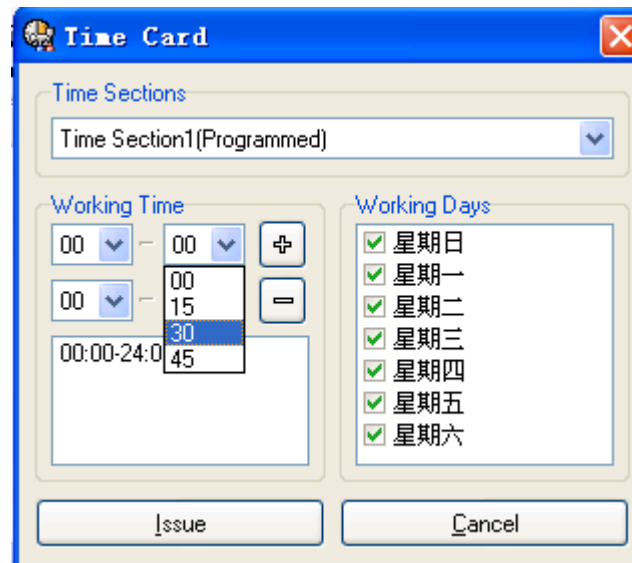 Time Card
Time Sections
Time Section1(Programmed)
Working Time
00 – 00
00
15
30
45
00 –
00:00-24:0
Working Days
星期日
星期一
星期二
星期三
星期四
星期五
星期六
Issue
Cancel